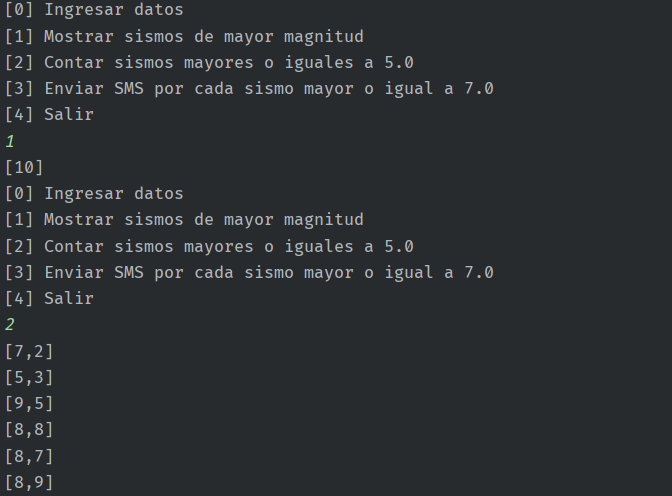 [0] Ingresar datos
[1] Mostrar sismos de mayor magnitud
[2] Contar sismos mayores o iguales a 5.0
[3] Enviar SMS por cada sismo mayor o igual a 7.0
[4] Salir
1
[10]
[0] Ingresar datos
[1] Mostrar sismos de mayor magnitud
[2] Contar sismos mayores o iguales a 5.0
[3] Enviar SMS por cada sismo mayor o igual a 7.0
[4] Salir
2
[7,2]
[5,3]
[9,5]
[8,8]
[8,7]
[8,9]